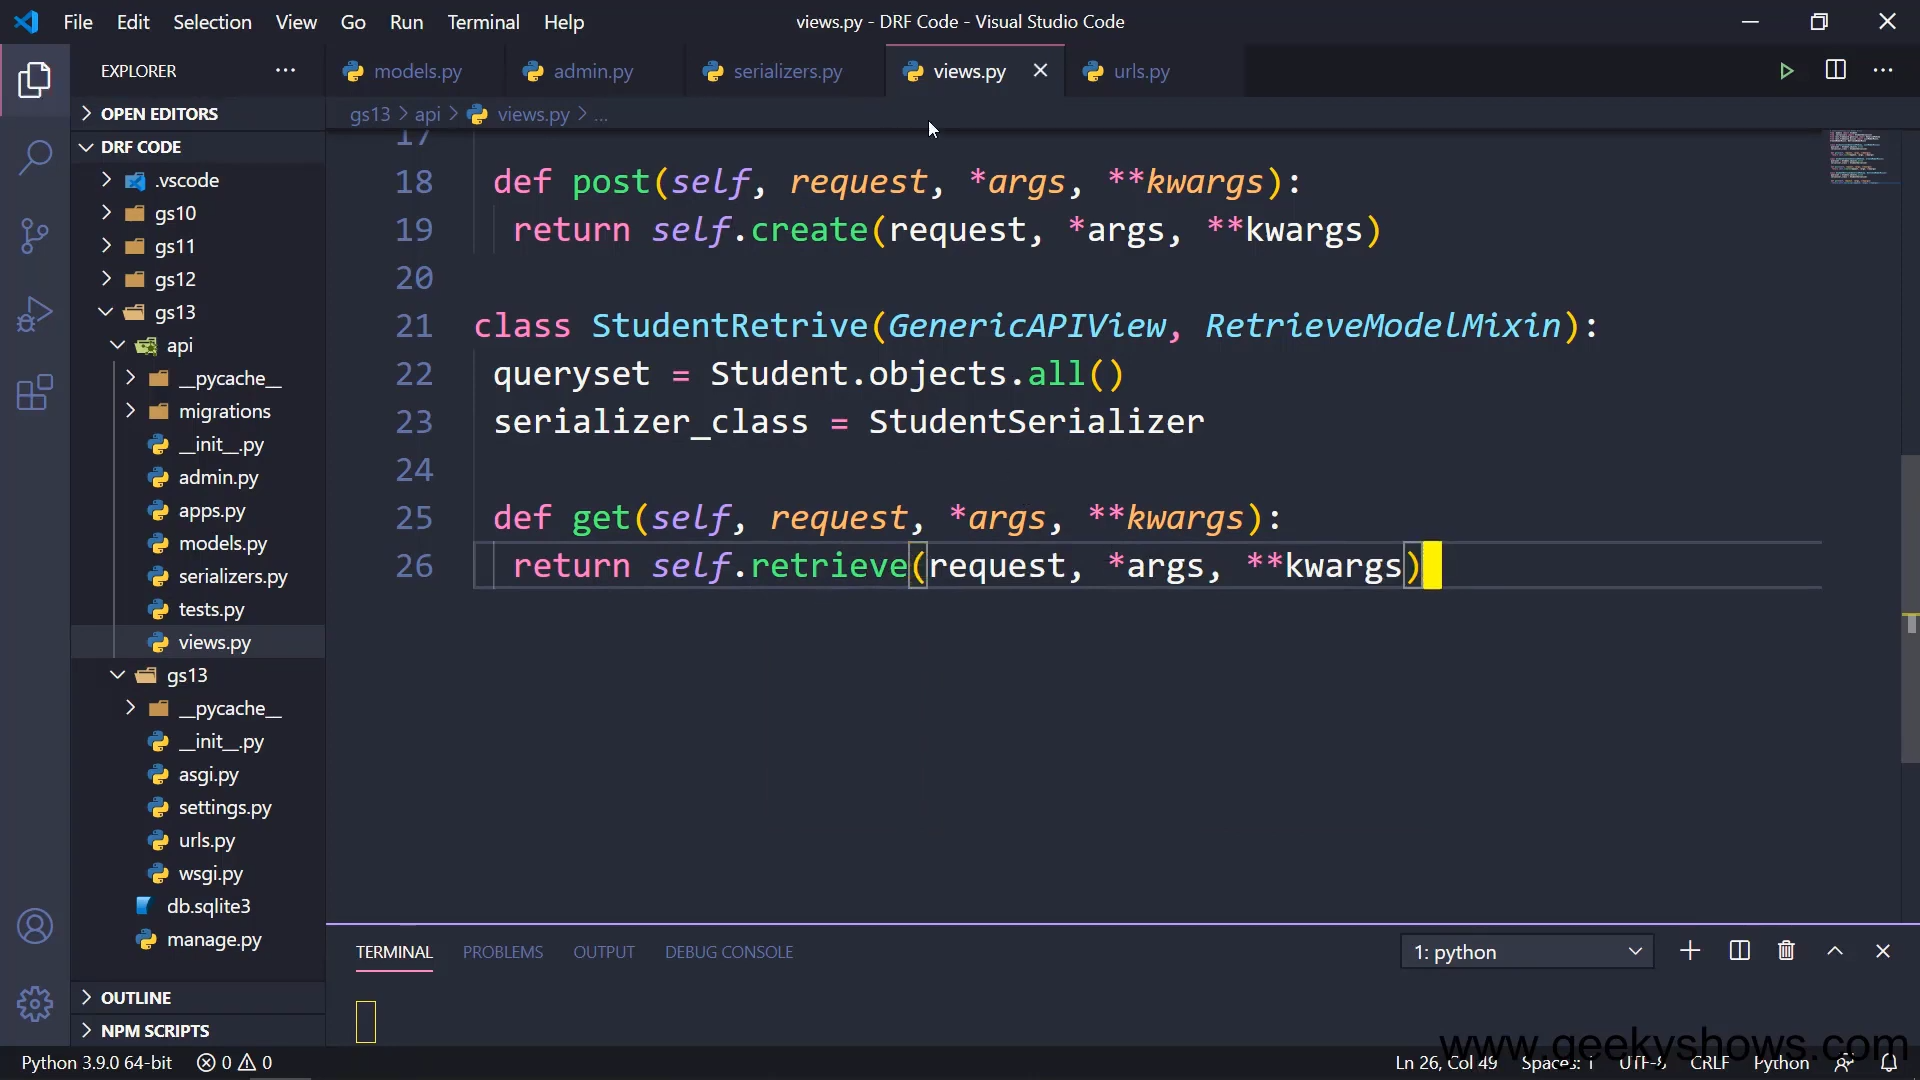 File Edit Selection View Go Run Terminal Help
views.py - DRF Code - Visual Studio Code
EXPLORER
models.py
admin.py
serializers.py
views.py
urls.py
OPEN EDITORS
gs13 > api > views.py > ...
DRF CODE
.vscode
gs10
gs11
gs12
gs13
api
__pycache__
migrations
__init__.py
admin.py
apps.py
models.py
serializers.py
tests.py
views.py
gs13
__pycache__
__init__.py
asgi.py
settings.py
urls.py
wsgi.py
db.sqlite3
manage.py
OUTLINE
NPM SCRIPTS
17
18 def post(self, request, *args, **kwargs):
19 return self.create(request, *args, **kwargs)
20
21 class StudentRetrive(GenericAPIView, RetrieveModelMixin):
22 queryset = Student.objects.all()
23 serializer_class = StudentSerializer
24
25 def get(self, request, *args, **kwargs):
26 return self.retrieve(request, *args, **kwargs)
TERMINAL PROBLEMS OUTPUT DEBUG CONSOLE
1: python
www.geekyshows.com
Python 3.9.0 64-bit 0 0
Ln 26, Col 49 Spaces: 1 UTF-8 CRLF Python